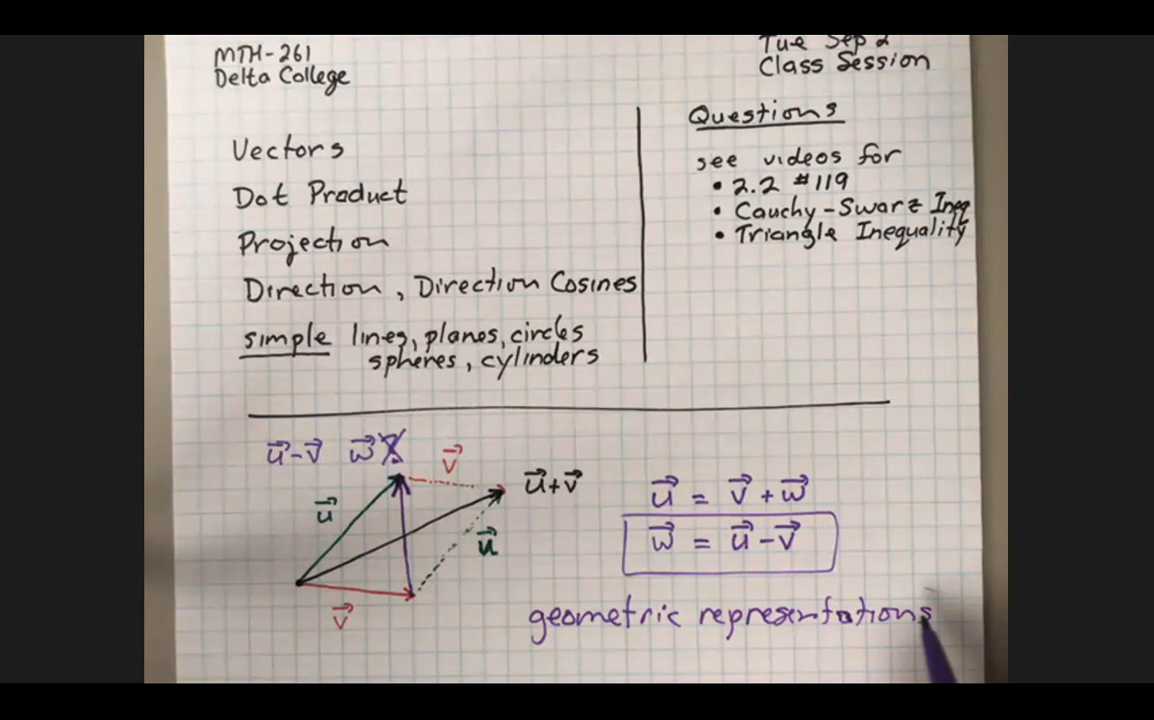 MTH-261
Delta College
Tue Sep 2
Class Session
Vectors
Dot Product
Projection
Direction, Direction Cosines
simple lines, planes, circles
spheres, cylinders
Questions
see videos for
• 2.2 #119
• Cauchy-Swarz Ineq
• Triangle Inequality
u⃗-v⃗ w⃗
v⃗
u⃗+v⃗
u⃗
u⃗
v⃗
u⃗ = v⃗+w⃗
w⃗ = u⃗-v⃗
geometric representations